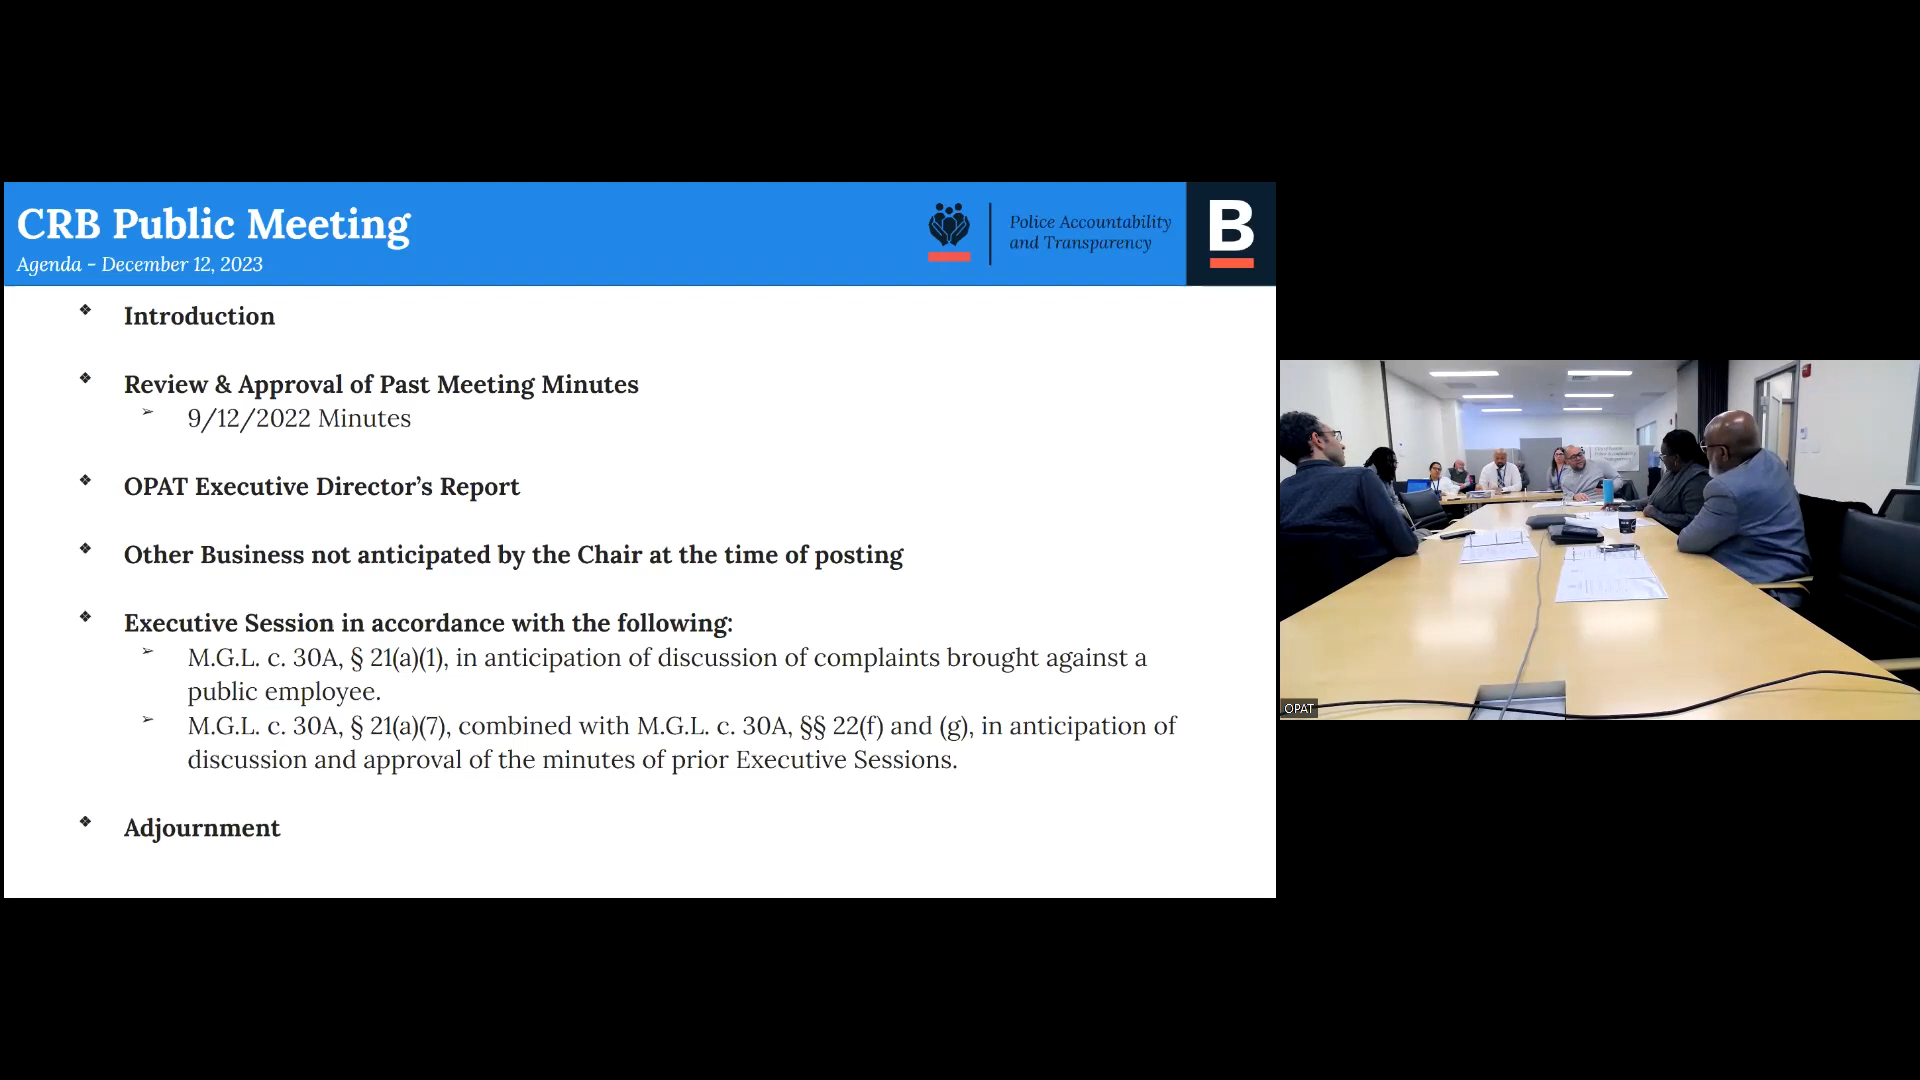 CRB Public Meeting
Agenda - December 12, 2023
Police Accountability
and Transparency
B
❖ Introduction
❖ Review & Approval of Past Meeting Minutes
➢ 9/12/2022 Minutes
❖ OPAT Executive Director’s Report
❖ Other Business not anticipated by the Chair at the time of posting
❖ Executive Session in accordance with the following:
➢ M.G.L. c. 30A, § 21(a)(1), in anticipation of discussion of complaints brought against a
public employee.
➢ M.G.L. c. 30A, § 21(a)(7), combined with M.G.L. c. 30A, §§ 22(f) and (g), in anticipation of
discussion and approval of the minutes of prior Executive Sessions.
❖ Adjournment
OPAT